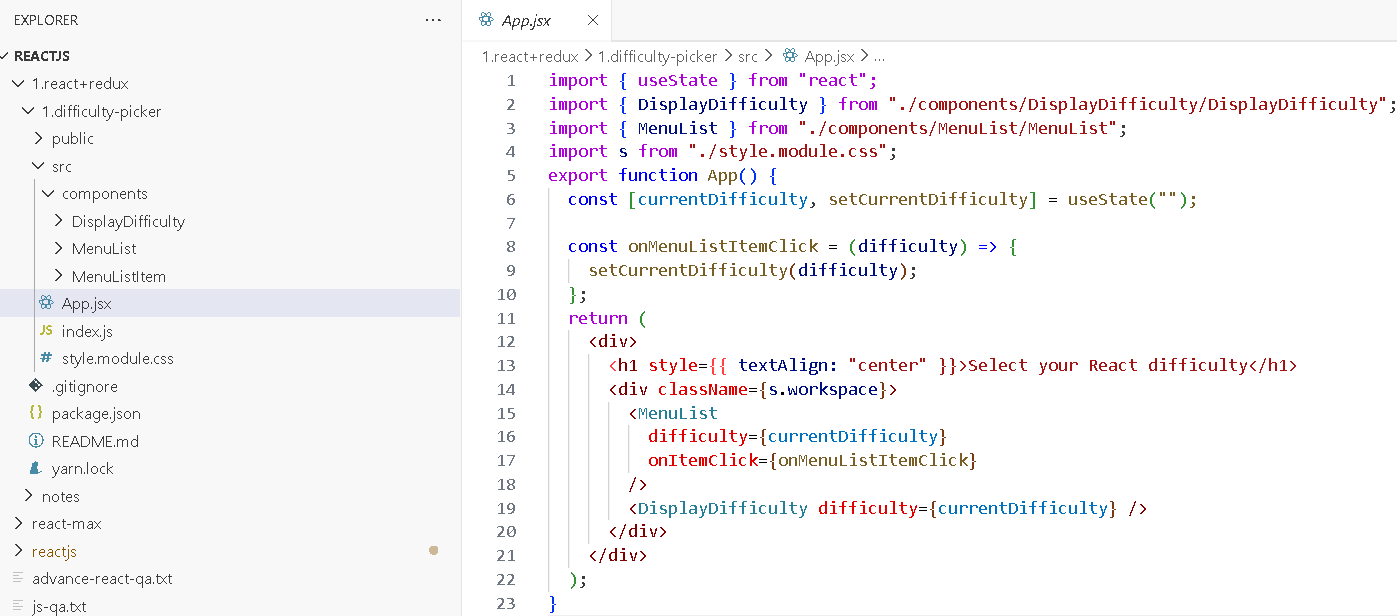 EXPLORER
...
REACTJS
1.react+redux
1.difficulty-picker
public
src
components
DisplayDifficulty
MenuList
MenuListItem
App.jsx
JS index.js
# style.module.css
.gitignore
{} package.json
README.md
yarn.lock
notes
react-max
reactjs
advance-react-qa.txt
js-qa.txt
App.jsx
1.react+redux > 1.difficulty-picker > src > App.jsx > ...
1 import { useState } from "react";
2 import { DisplayDifficulty } from "./components/DisplayDifficulty/DisplayDifficulty";
3 import { MenuList } from "./components/MenuList/MenuList";
4 import s from "./style.module.css";
5 export function App() {
6   const [currentDifficulty, setCurrentDifficulty] = useState("");
7
8   const onMenuListItemClick = (difficulty) => {
9     setCurrentDifficulty(difficulty);
10   };
11   return (
12     <div>
13       <h1 style={{ textAlign: "center" }}>Select your React difficulty</h1>
14       <div className={s.workspace}>
15         <MenuList
16           difficulty={currentDifficulty}
17           onItemClick={onMenuListItemClick}
18         />
19         <DisplayDifficulty difficulty={currentDifficulty} />
20       </div>
21     </div>
22   );
23 }